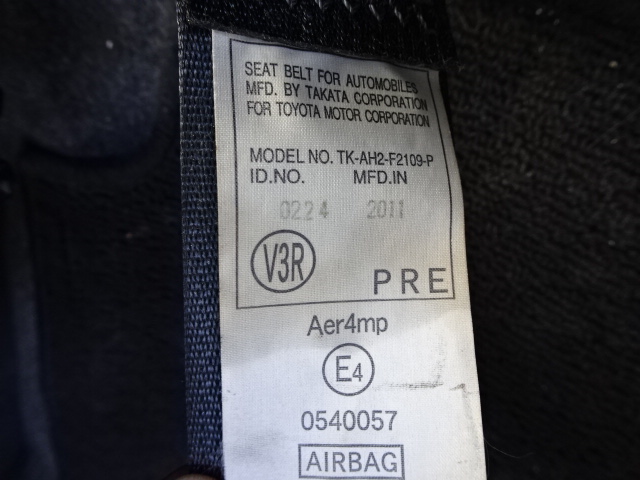 SEAT BELT FOR AUTOMOBILES
MFD. BY TAKATA CORPORATION
FOR TOYOTA MOTOR CORPORATION
MODEL NO. TK-AH2-F2109-P
ID.NO. MFD.IN
0224 2011
V3R PRE
Aer4mp
E4
0540057
AIRBAG